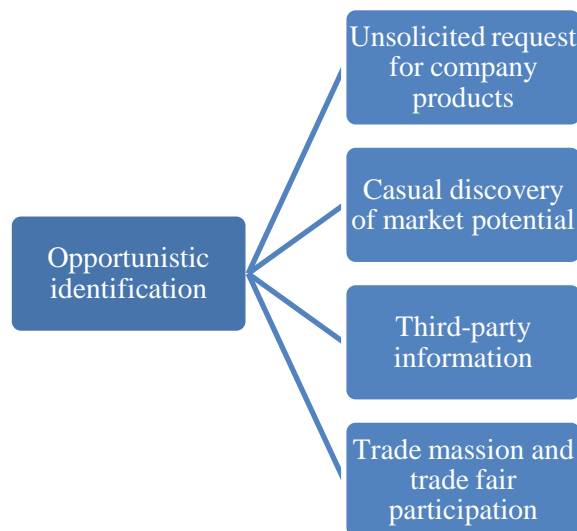 Unsolicited request
for company
products
Casual discovery
of market potential
Opportunistic
identification
Third-party
information
Trade massion and
trade fair
participation